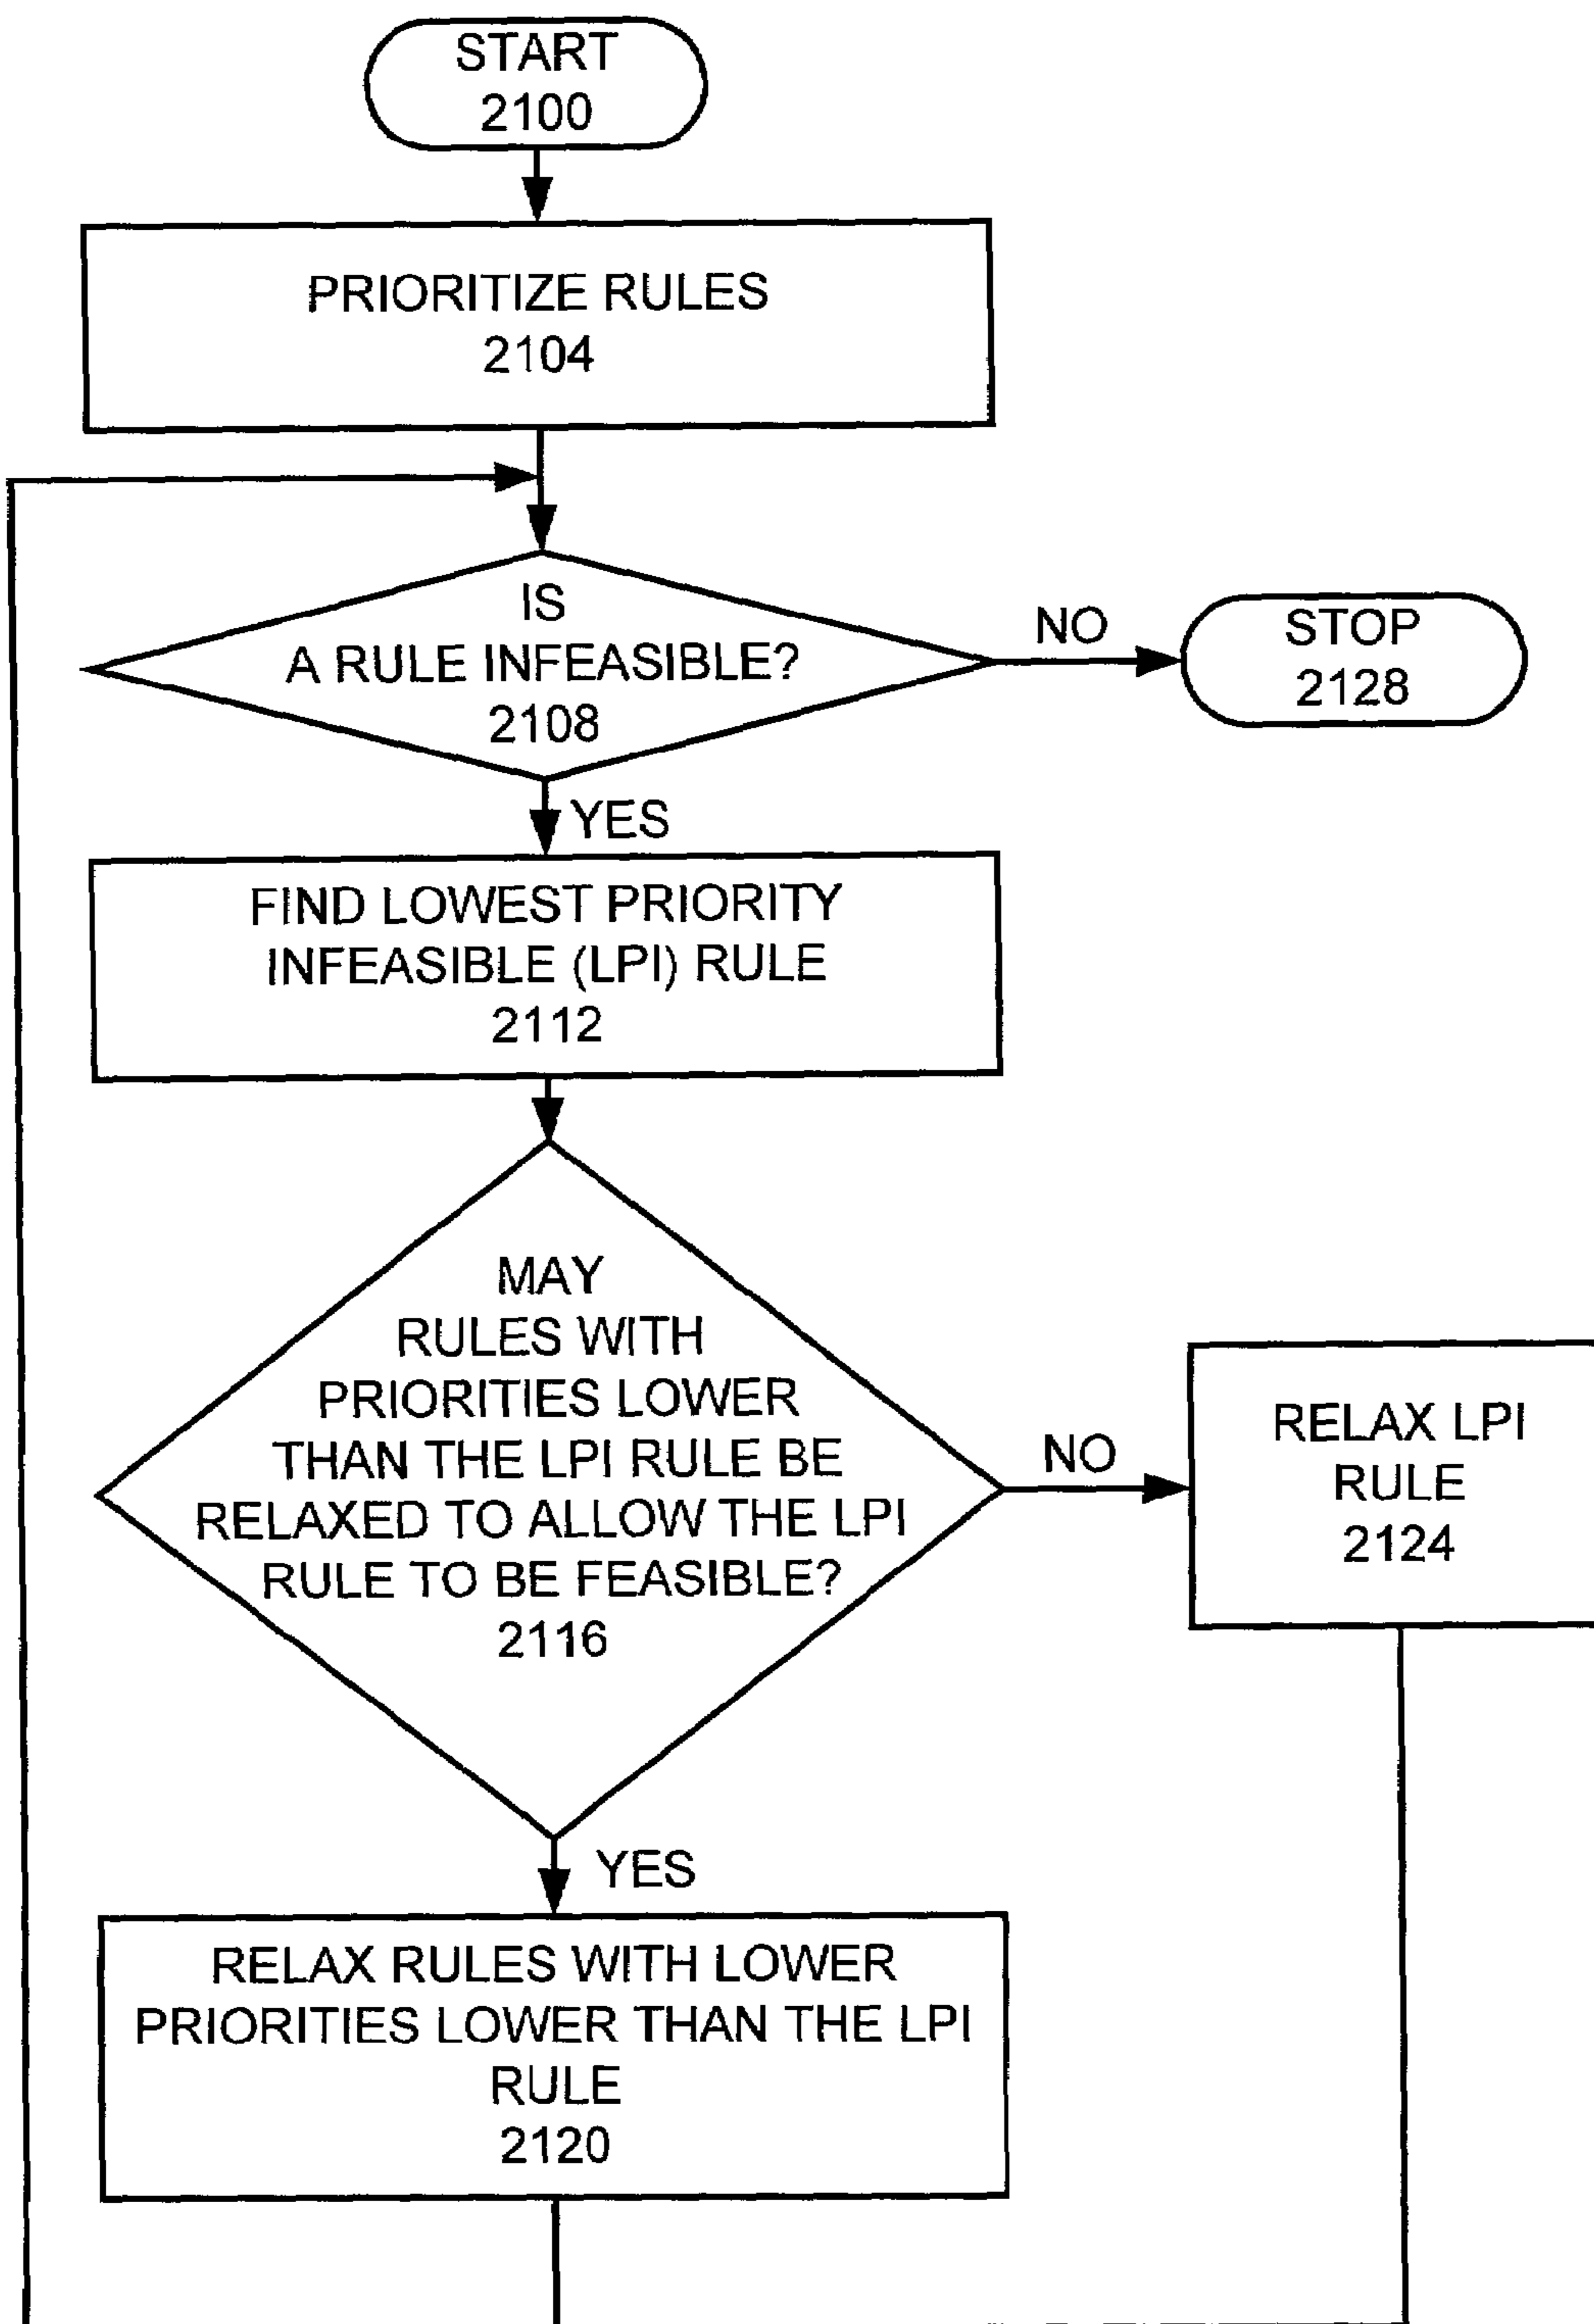 START
2100
PRIORITIZE RULES
2104
IS
A RULE INFEASIBLE?
2108
NO
STOP
2128
YES
FIND LOWEST PRIORITY
INFEASIBLE (LPI) RULE
2112
MAY
RULES WITH
PRIORITIES LOWER
THAN THE LPI RULE BE
RELAXED TO ALLOW THE LPI
RULE TO BE FEASIBLE?
2116
NO
RELAX LPI
RULE
2124
YES
RELAX RULES WITH LOWER
PRIORITIES LOWER THAN THE LPI
RULE
2120